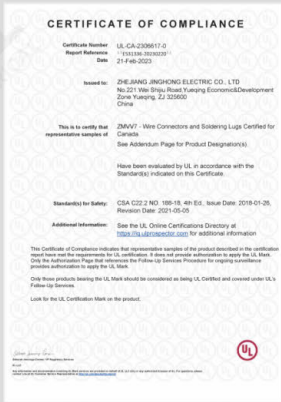 CERTIFICATE OF COMPLIANCE
Certificate Number UL-CA-2306617-0
Report Reference
Date 21-Feb-2023
Issued to: ZHEJIANG JINGHONG ELECTRIC CO., LTD
No.221 Wei Shiqu Road,Yueqing Economic&Development
Zone Yueqing, ZJ 325600
China
This is to certify that ZMVV7 - Wire Connectors and Soldering Lugs Certified for
representative samples of Canada
See Addendum Page for Product Designation(s).
Have been evaluated by UL in accordance with the
Standard(s) indicated on this Certificate.
Standard(s) for Safety: CSA C22.2 NO. 188-18, 4th Ed., Issue Date: 2018-01-26,
Revision Date: 2021-05-05
Additional Information: See the UL Online Certifications Directory at
https://iq.ulprospector.com for additional information
This Certificate of Compliance indicates that representative samples of the product described in the certification
report have met the requirements for UL certification. It does not provide authorization to apply the UL Mark.
Only the Authorization Page that references the Follow-Up Services Procedure for ongoing surveillance
provides authorization to apply the UL Mark.
Only those products bearing the UL Mark should be considered as being UL Certified and covered under UL's
Follow-Up Services.
Look for the UL Certification Mark on the product.
UL